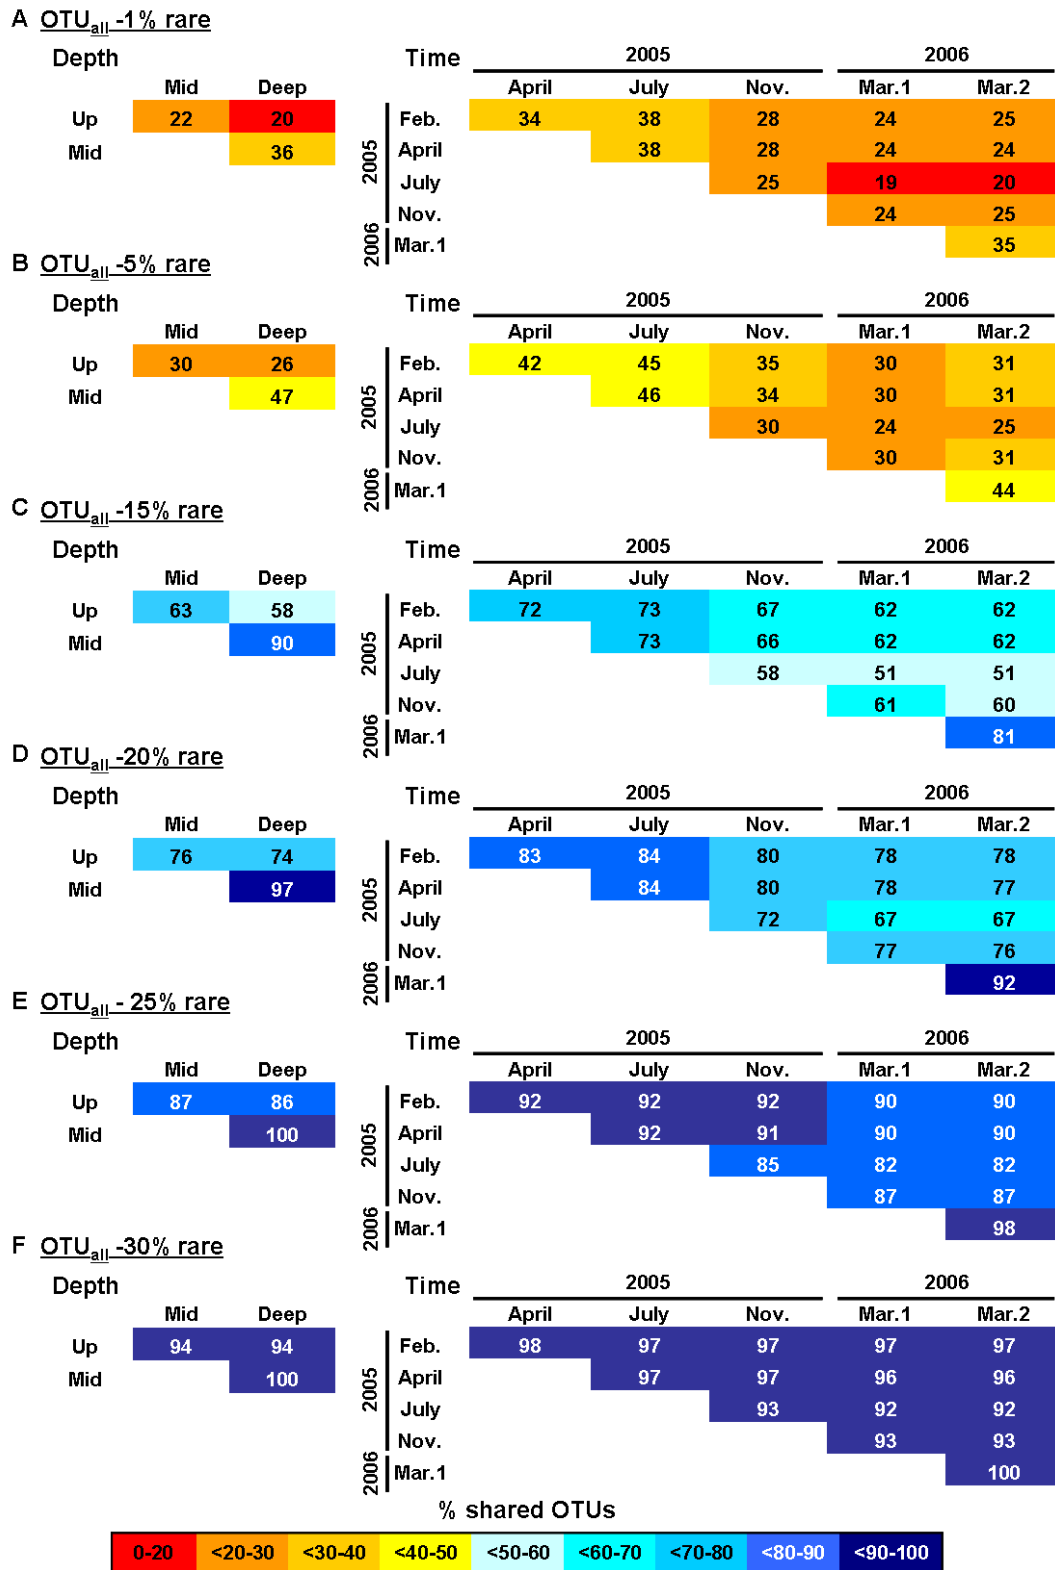 A OTUall -1% rare
Depth Time 2005 2006
Mid Deep April July Nov. Mar.1 Mar.2
Up 22 20 Feb. 34 38 28 24 25
Mid 36 April 38 28 24 24
2005 July 25 19 20
Nov. 24 25
2006 Mar.1 35
B OTUall -5% rare
Depth Time 2005 2006
Mid Deep April July Nov. Mar.1 Mar.2
Up 30 26 Feb. 42 45 35 30 31
Mid 47 April 46 34 30 31
2005 July 30 24 25
Nov. 30 31
2006 Mar.1 44
C OTUall -15% rare
Depth Time 2005 2006
Mid Deep April July Nov. Mar.1 Mar.2
Up 63 58 Feb. 72 73 67 62 62
Mid 90 April 73 66 62 62
2005 July 58 51 51
Nov. 61 60
2006 Mar.1 81
D OTUall -20% rare
Depth Time 2005 2006
Mid Deep April July Nov. Mar.1 Mar.2
Up 76 74 Feb. 83 84 80 78 78
Mid 97 April 84 80 78 77
2005 July 72 67 67
Nov. 77 76
2006 Mar.1 92
E OTUall - 25% rare
Depth Time 2005 2006
Mid Deep April July Nov. Mar.1 Mar.2
Up 87 86 Feb. 92 92 92 90 90
Mid 100 April 92 91 90 90
2005 July 85 82 82
Nov. 87 87
2006 Mar.1 98
F OTUall -30% rare
Depth Time 2005 2006
Mid Deep April July Nov. Mar.1 Mar.2
Up 94 94 Feb. 98 97 97 97 97
Mid 100 April 97 97 96 96
2005 July 93 92 92
Nov. 93 93
2006 Mar.1 100
% shared OTUs
0-20 <20-30 <30-40 <40-50 <50-60 <60-70 <70-80 <80-90 <90-100